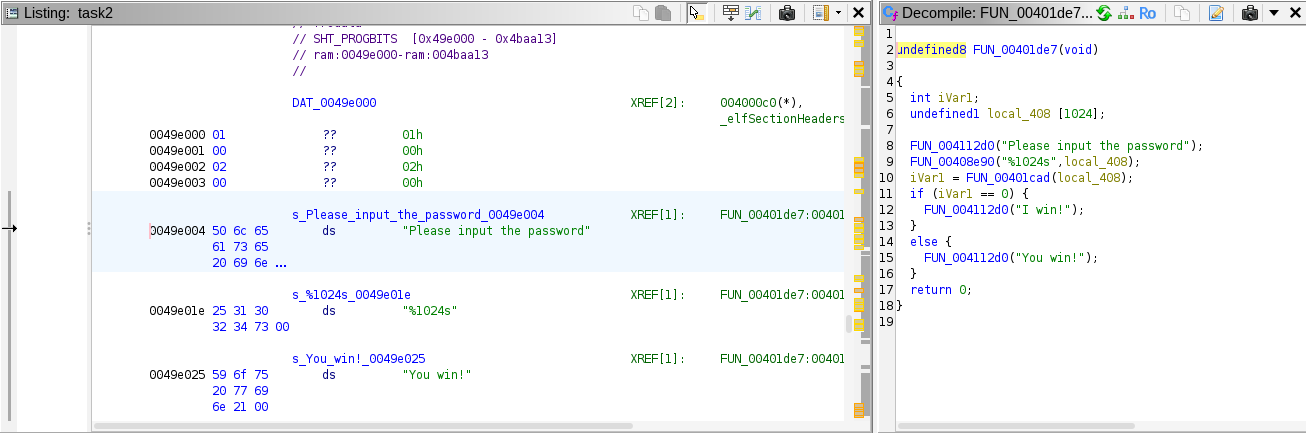 Listing: task2
// SHT_PROGBITS [0x49e000 - 0x4baa13]
// ram:0049e000-ram:004baa13
//
DAT_0049e000 XREF[2]: 004000c0(*),
_elfSectionHeaders
0049e000 01 ?? 01h
0049e001 00 ?? 00h
0049e002 02 ?? 02h
0049e003 00 ?? 00h
s_Please_input_the_password_0049e004 XREF[1]: FUN_00401de7:00401
0049e004 50 6c 65 ds "Please input the password"
61 73 65
20 69 6e ...
s_%1024s_0049e01e XREF[1]: FUN_00401de7:00401
0049e01e 25 31 30 ds "%1024s"
32 34 73 00
s_You_win!_0049e025 XREF[1]: FUN_00401de7:00401
0049e025 59 6f 75 ds "You win!"
20 77 69
6e 21 00
Decompile: FUN_00401de7...
Ro
1
2 undefined8 FUN_00401de7(void)
3
4 {
5 int iVar1;
6 undefined1 local_408 [1024];
7
8 FUN_004112d0("Please input the password");
9 FUN_00408e90("%1024s",local_408);
10 iVar1 = FUN_00401cad(local_408);
11 if (iVar1 == 0) {
12 FUN_004112d0("I win!");
13 }
14 else {
15 FUN_004112d0("You win!");
16 }
17 return 0;
18 }
19